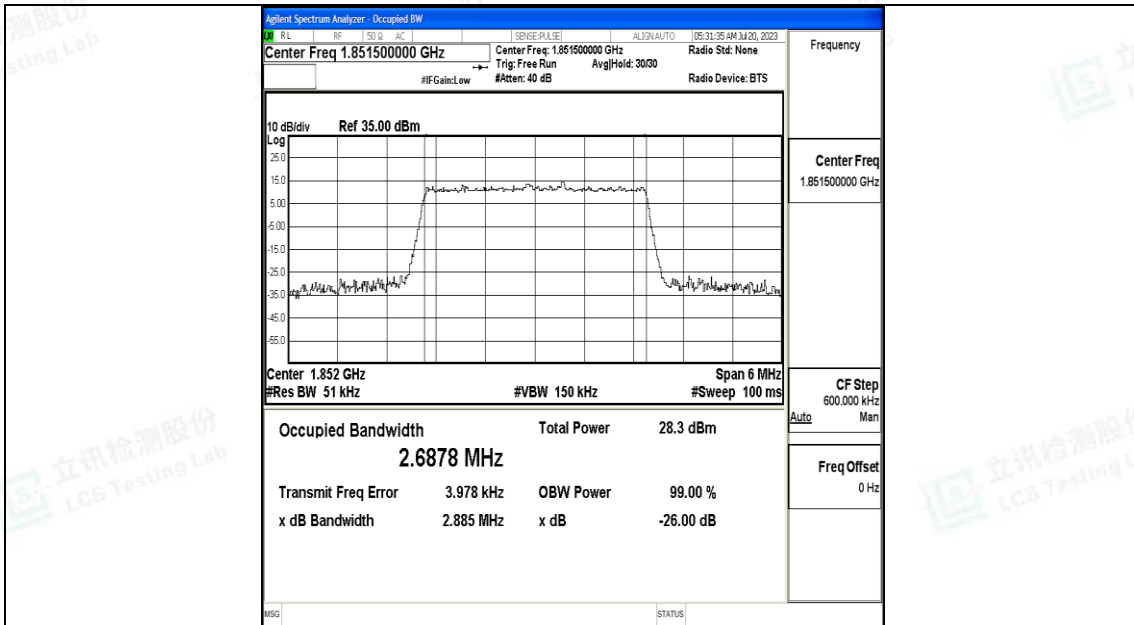 Agilent Spectrum Analyzer - Occupied BW
RL RF 50 Ω AC SENSE:PULSE ALIGNAUTO 05:31:35 AM Jul 20, 2023
Center Freq 1.851500000 GHz
Center Freq: 1.851500000 GHz Radio Std: None
Trig: Free Run Avg|Hold: 30/30
#IFGain:Low #Atten: 40 dB Radio Device: BTS
10 dB/div Ref 35.00 dBm
Log
25.0
15.0
5.00
-5.00
-15.0
-25.0
-35.0
-45.0
-55.0
Center 1.852 GHz Span 6 MHz
#Res BW 51 kHz #VBW 150 kHz #Sweep 100 ms
Occupied Bandwidth Total Power 28.3 dBm
2.6878 MHz
Transmit Freq Error 3.978 kHz OBW Power 99.00 %
x dB Bandwidth 2.885 MHz x dB -26.00 dB
MSG STATUS
Frequency
Center Freq
1.851500000 GHz
CF Step
600.000 kHz
Auto Man
Freq Offset
0 Hz
立讯检测股份
LCS Testing Lab
立讯检测股份
LCS Testing